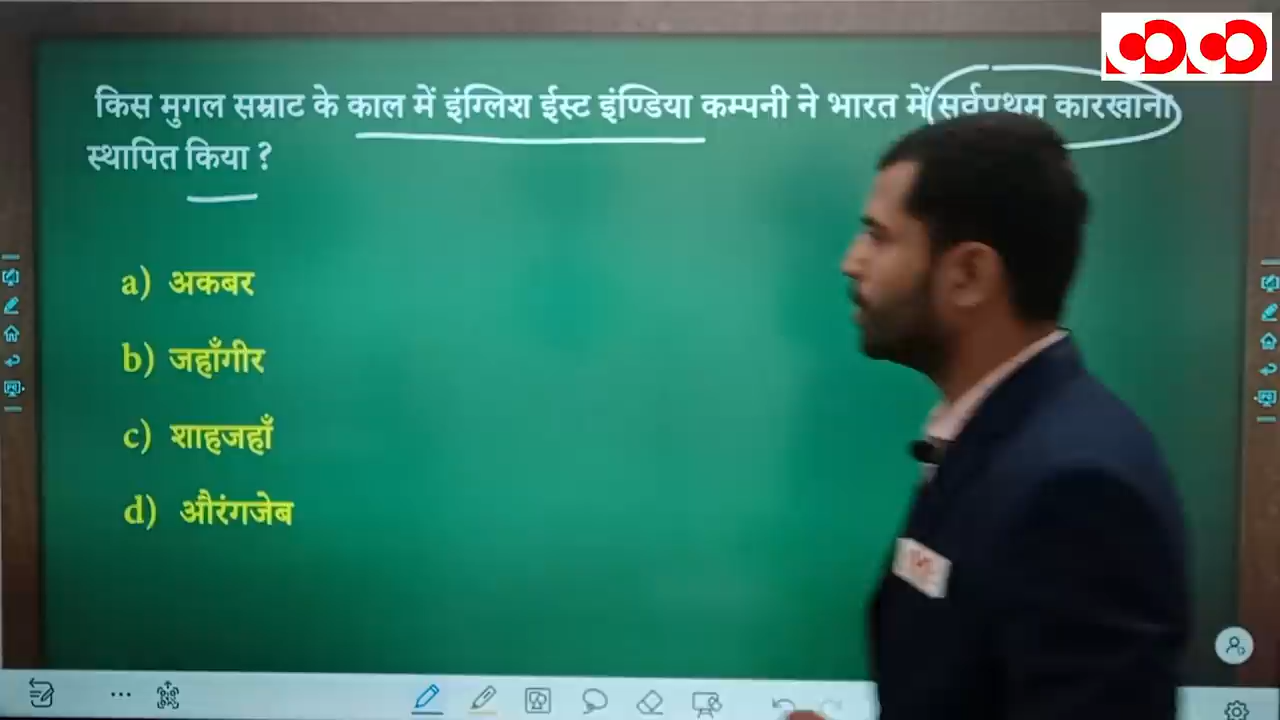 किस मुगल सम्राट के काल में इंग्लिश ईस्ट इंण्डिया कम्पनी ने भारत में सर्वप्रथम कारखाना
स्थापित किया ?
a) अकबर
b) जहाँगीर
c) शाहजहाँ
d) औरंगजेब